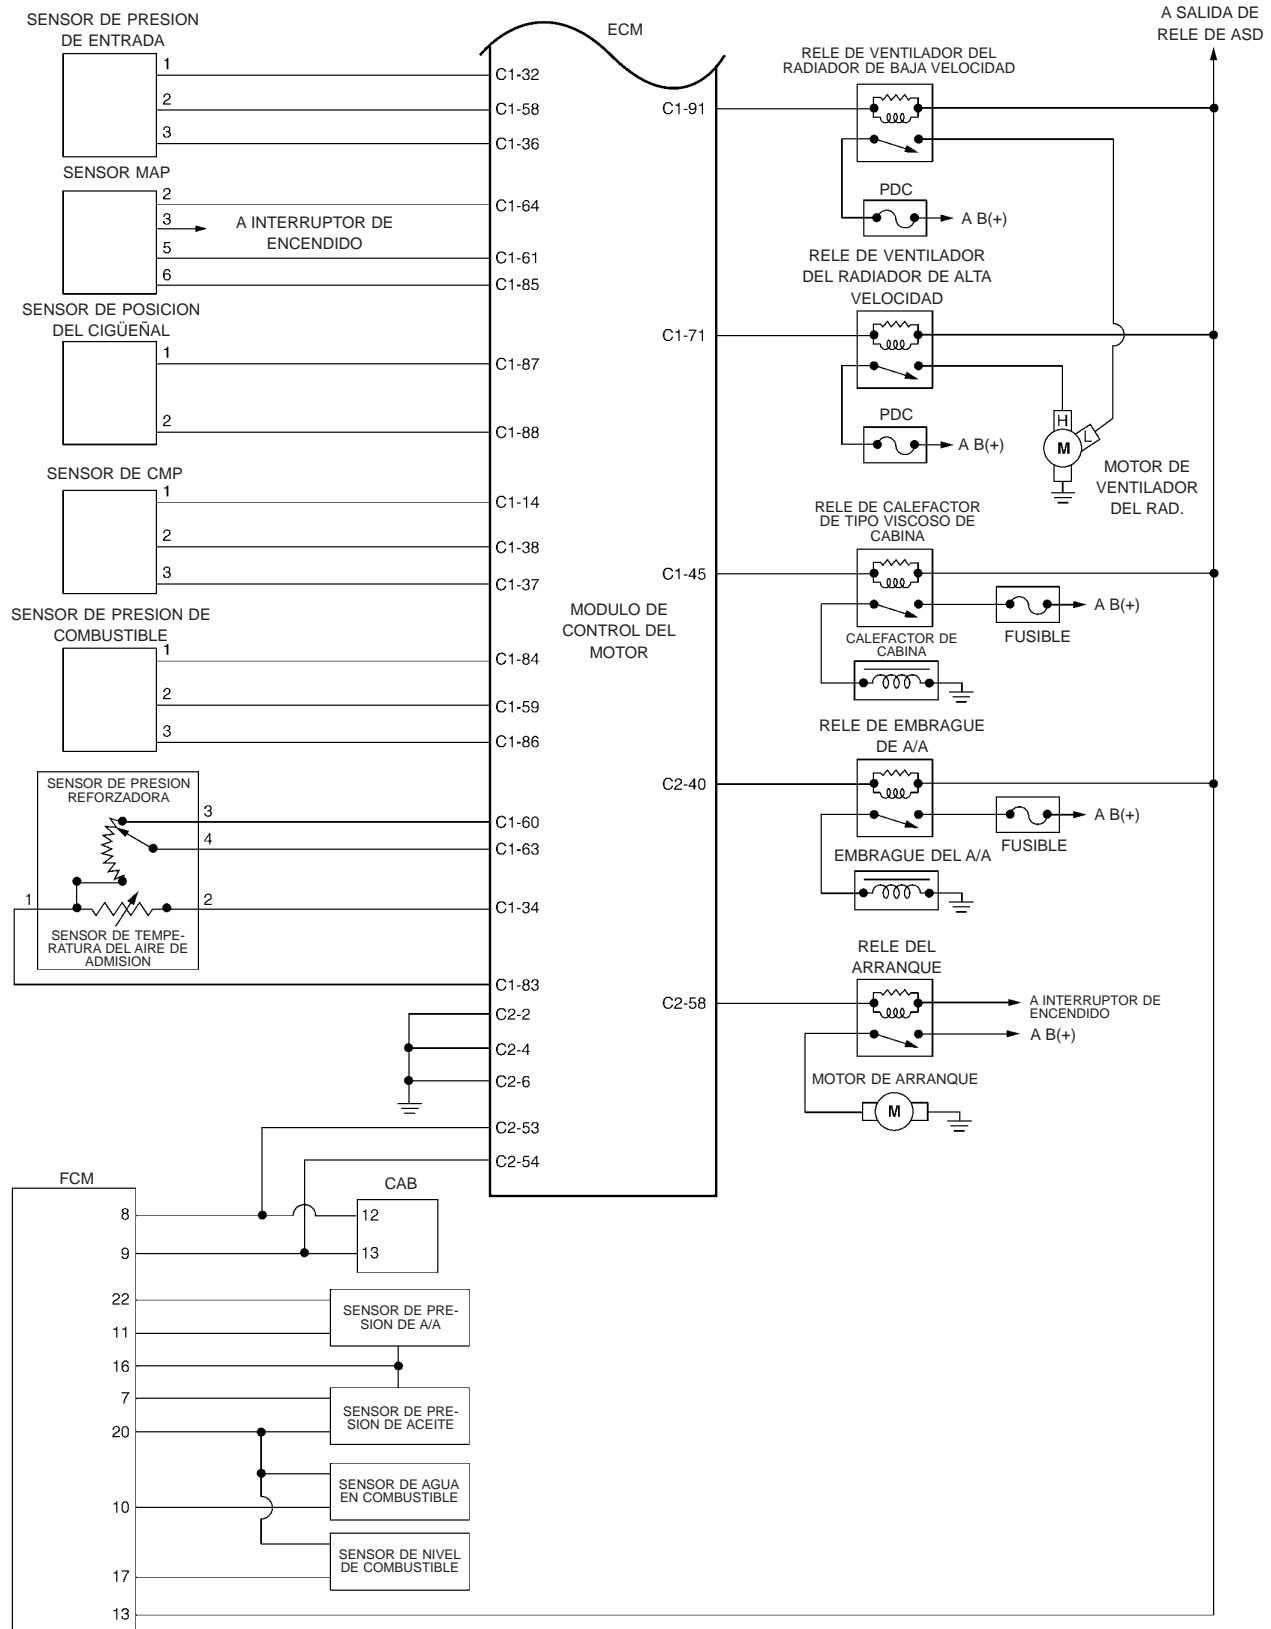 SENSOR DE PRESION
DE ENTRADA
1
2
3
C1-32
C1-58
C1-36
SENSOR MAP
2
3
5
6
A INTERRUPTOR DE
ENCENDIDO
C1-64
C1-61
C1-85
SENSOR DE POSICION
DEL CIGÜEÑAL
1
2
C1-87
C1-88
SENSOR DE CMP
1
2
3
C1-14
C1-38
C1-37
SENSOR DE PRESION DE
COMBUSTIBLE
1
2
3
C1-84
C1-59
C1-86
SENSOR DE PRESION
REFORZADORA
3
4
1
2
SENSOR DE TEMPE-
RATURA DEL AIRE DE
ADMISION
C1-60
C1-63
C1-34
C1-83
C2-2
C2-4
C2-6
C2-53
C2-54
ECM
MODULO DE
CONTROL DEL
MOTOR
C1-91
C1-71
C1-45
C2-40
C2-58
A SALIDA DE
RELE DE ASD
RELE DE VENTILADOR DEL
RADIADOR DE BAJA VELOCIDAD
PDC
A B(+)
RELE DE VENTILADOR
DEL RADIADOR DE ALTA
VELOCIDAD
PDC
A B(+)
H
L
M
MOTOR DE
VENTILADOR
DEL RAD.
RELE DE CALEFACTOR
DE TIPO VISCOSO DE
CABINA
A B(+)
FUSIBLE
CALEFACTOR DE
CABINA
RELE DE EMBRAGUE
DE A/A
A B(+)
FUSIBLE
EMBRAGUE DEL A/A
RELE DEL
ARRANQUE
A INTERRUPTOR DE
ENCENDIDO
A B(+)
MOTOR DE ARRANQUE
M
FCM
8
9
22
11
16
7
20
10
17
13
CAB
12
13
SENSOR DE PRE-
SION DE A/A
SENSOR DE PRE-
SION DE ACEITE
SENSOR DE AGUA
EN COMBUSTIBLE
SENSOR DE NIVEL
DE COMBUSTIBLE